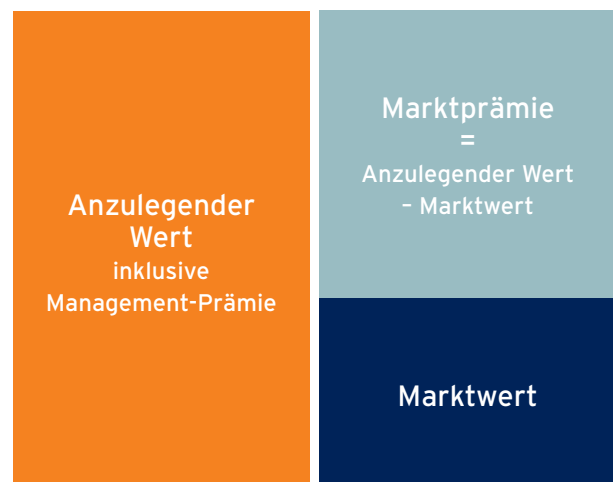 Anzulegender
Wert
inklusive
Management-Prämie
Marktprämie
=
Anzulegender Wert
– Marktwert
Marktwert